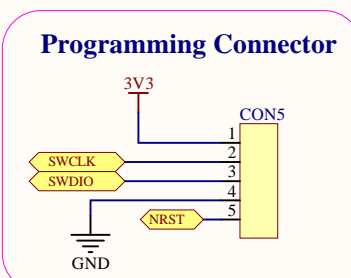 Programming Connector
3V3
CON5
1
SWCLK
2
SWDIO
3
4
NRST
5
GND